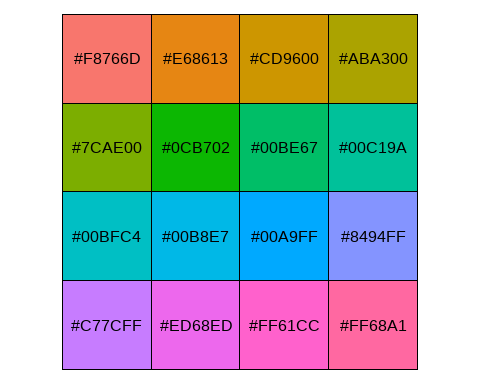 #F8766D #E68613 #CD9600 #ABA300
#7CAE00 #0CB702 #00BE67 #00C19A
#00BFC4 #00B8E7 #00A9FF #8494FF
#C77CFF #ED68ED #FF61CC #FF68A1